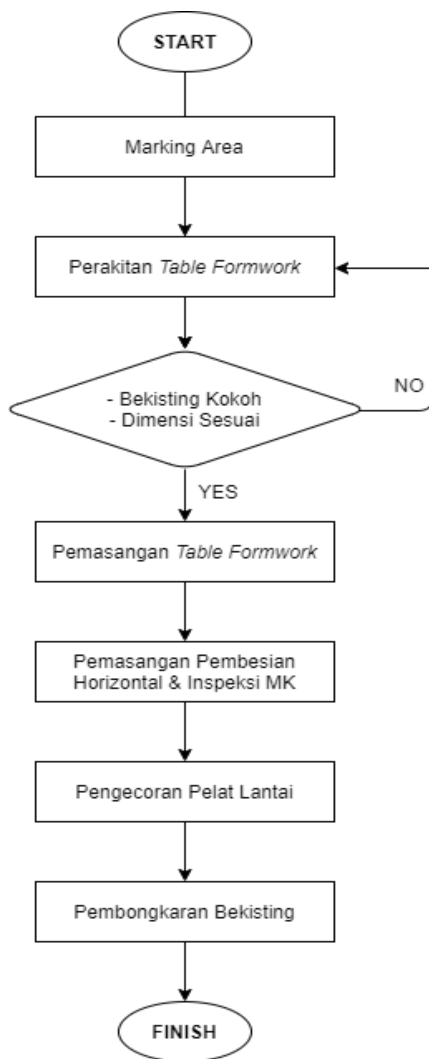 START
Marking Area
Perakitan Table Formwork
- Bekisting Kokoh
- Dimensi Sesuai
NO
YES
Pemasangan Table Formwork
Pemasangan Pembesian
Horizontal & Inspeksi MK
Pengecoran Pelat Lantai
Pembongkaran Bekisting
FINISH